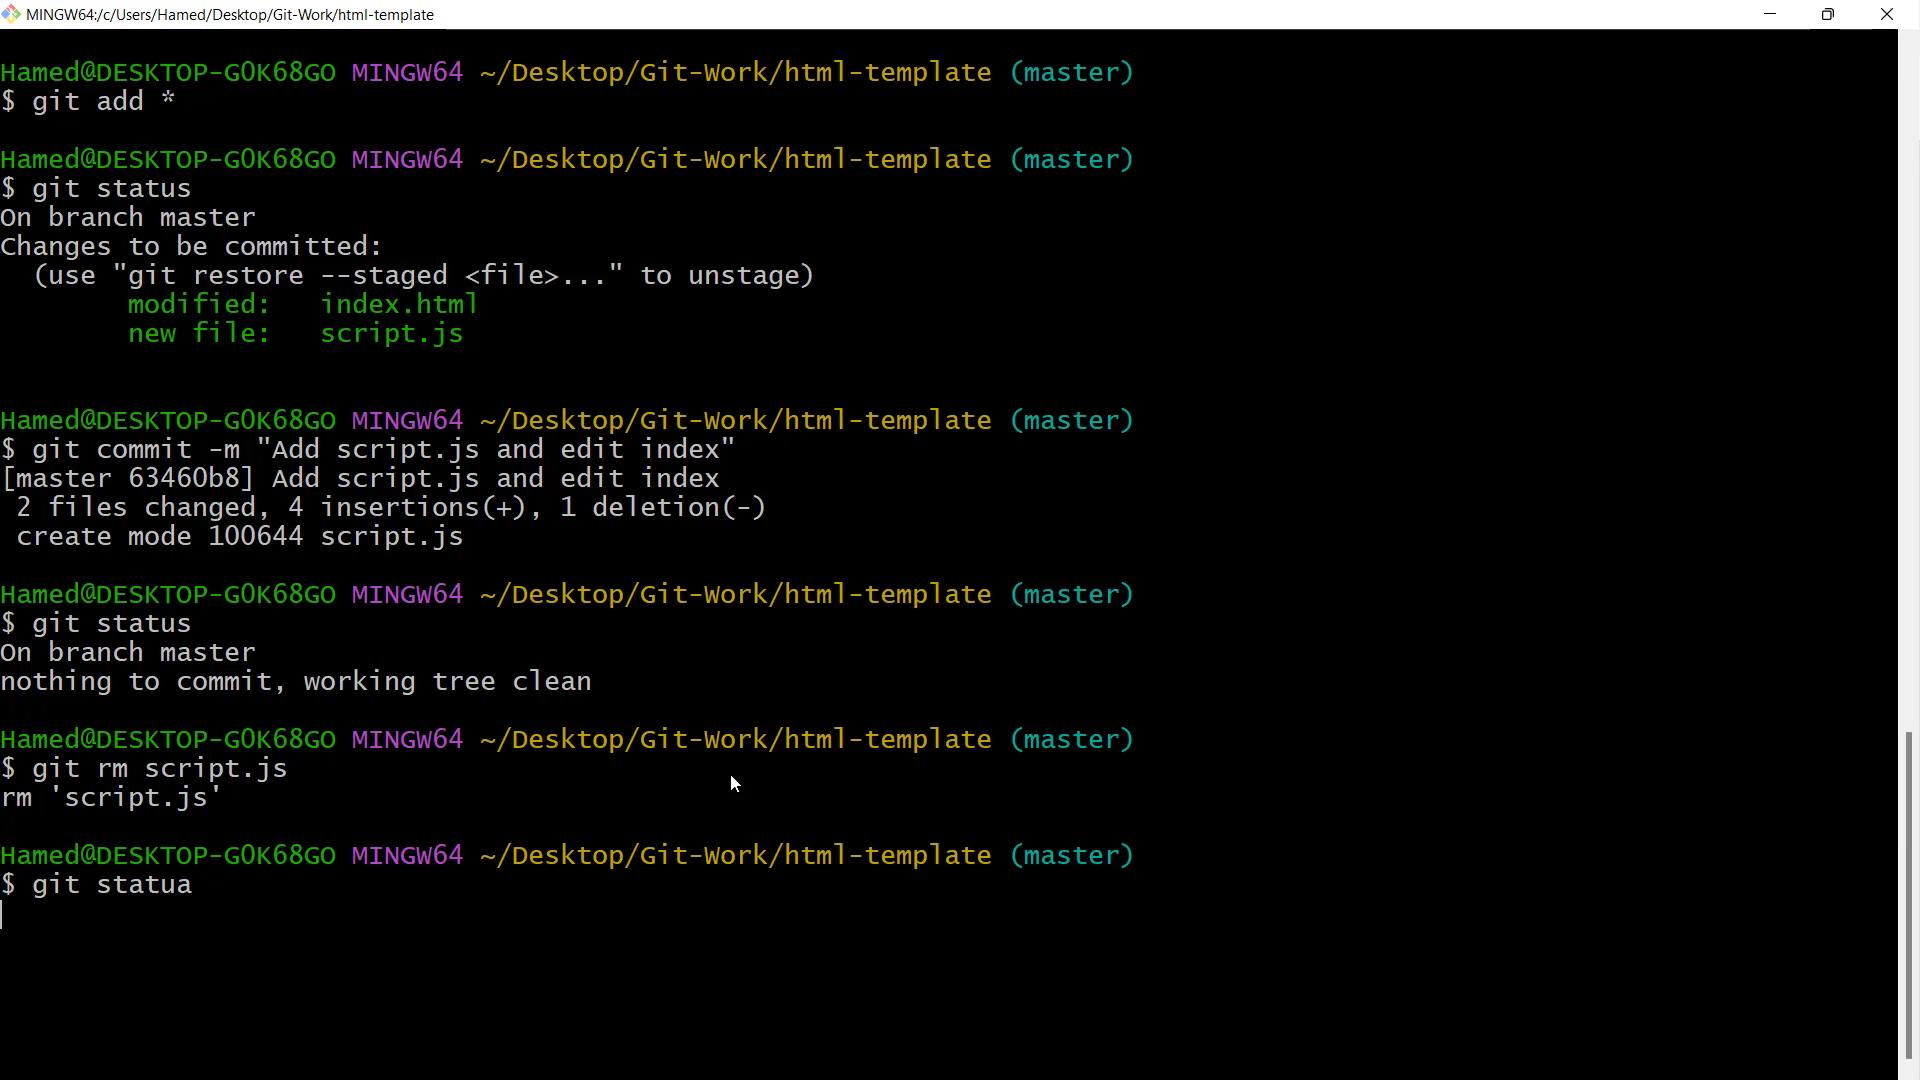 MINGW64:/c/Users/Hamed/Desktop/Git-Work/html-template
Hamed@DESKTOP-G0K68GO MINGW64 ~/Desktop/Git-Work/html-template (master)
$ git add *
Hamed@DESKTOP-G0K68GO MINGW64 ~/Desktop/Git-Work/html-template (master)
$ git status
On branch master
Changes to be committed:
  (use "git restore --staged <file>..." to unstage)
        modified:   index.html
        new file:   script.js
Hamed@DESKTOP-G0K68GO MINGW64 ~/Desktop/Git-Work/html-template (master)
$ git commit -m "Add script.js and edit index"
[master 63460b8] Add script.js and edit index
 2 files changed, 4 insertions(+), 1 deletion(-)
 create mode 100644 script.js
Hamed@DESKTOP-G0K68GO MINGW64 ~/Desktop/Git-Work/html-template (master)
$ git status
On branch master
nothing to commit, working tree clean
Hamed@DESKTOP-G0K68GO MINGW64 ~/Desktop/Git-Work/html-template (master)
$ git rm script.js
rm 'script.js'
Hamed@DESKTOP-G0K68GO MINGW64 ~/Desktop/Git-Work/html-template (master)
$ git statua